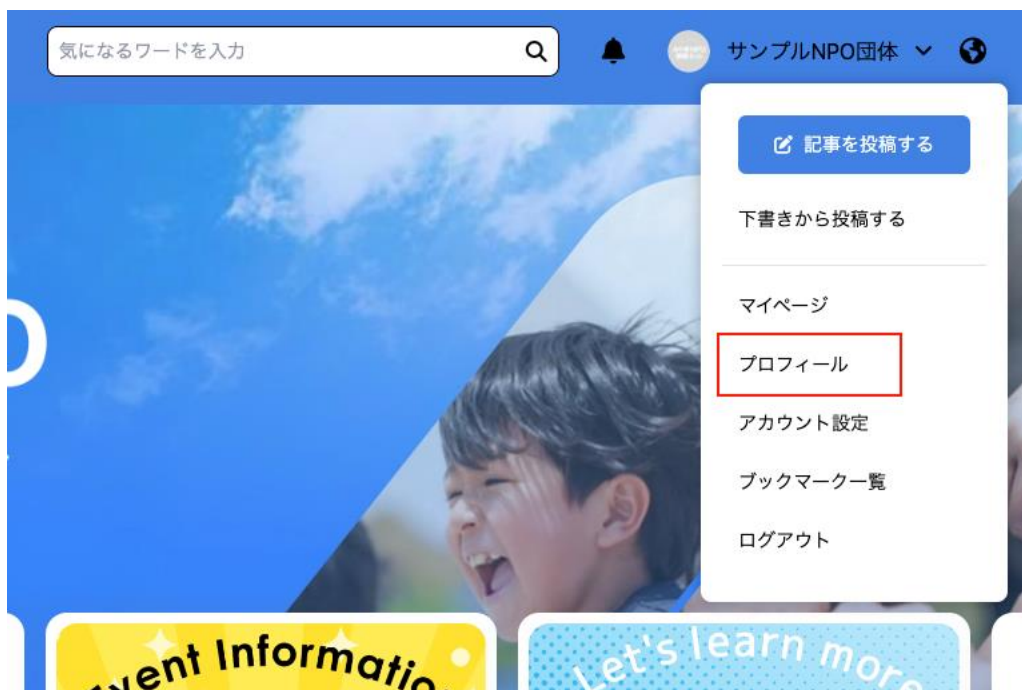 気になるワードを入力
サンプルNPO団体
記事を投稿する
下書きから投稿する
マイページ
プロフィール
アカウント設定
ブックマーク一覧
ログアウト
Event Informatio
Let's learn more